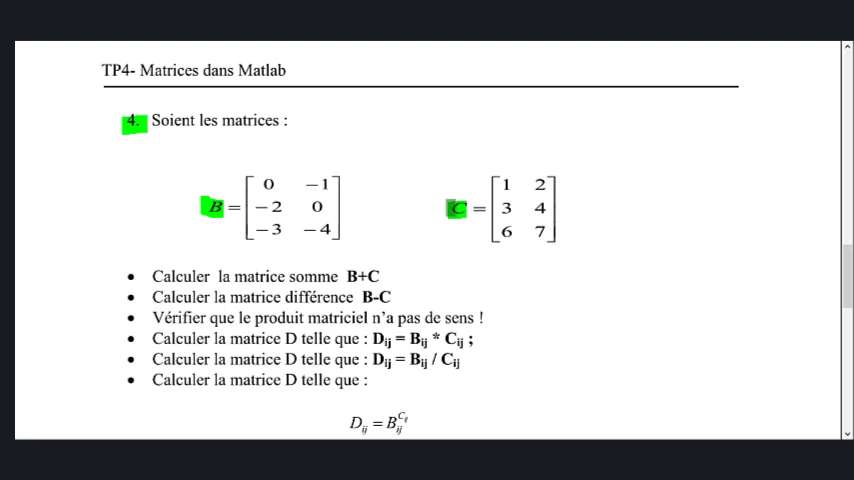 TP4- Matrices dans Matlab
4. Soient les matrices :
B = [ 0 −1 C = [ 1 2
−2 0 3 4
−3 −4 ] 6 7 ]
• Calculer la matrice somme B+C
• Calculer la matrice différence B-C
• Vérifier que le produit matriciel n’a pas de sens !
• Calculer la matrice D telle que : Dij = Bij * Cij ;
• Calculer la matrice D telle que : Dij = Bij / Cij
• Calculer la matrice D telle que :
D_ij = B_ij^C_ij